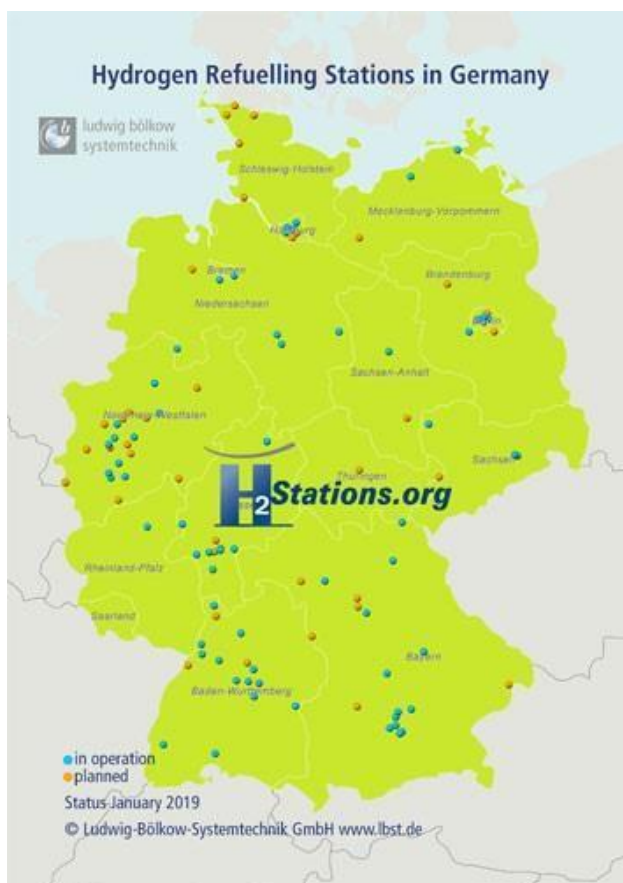 Hydrogen Refuelling Stations in Germany
ludwig bölkow
systemtechnik
Schleswig-Holstein
Mecklenburg-Vorpommern
Hamburg
Bremen
Brandenburg
Niedersachsen
Berlin
Sachsen-Anhalt
Nordrhein-Westfalen
Sachsen
Thüringen
H2Stations.org
Rheinland-Pfalz
Saarland
Bayern
Baden-Württemberg
in operation
planned
Status January 2019
© Ludwig-Bölkow-Systemtechnik GmbH www.lbst.de